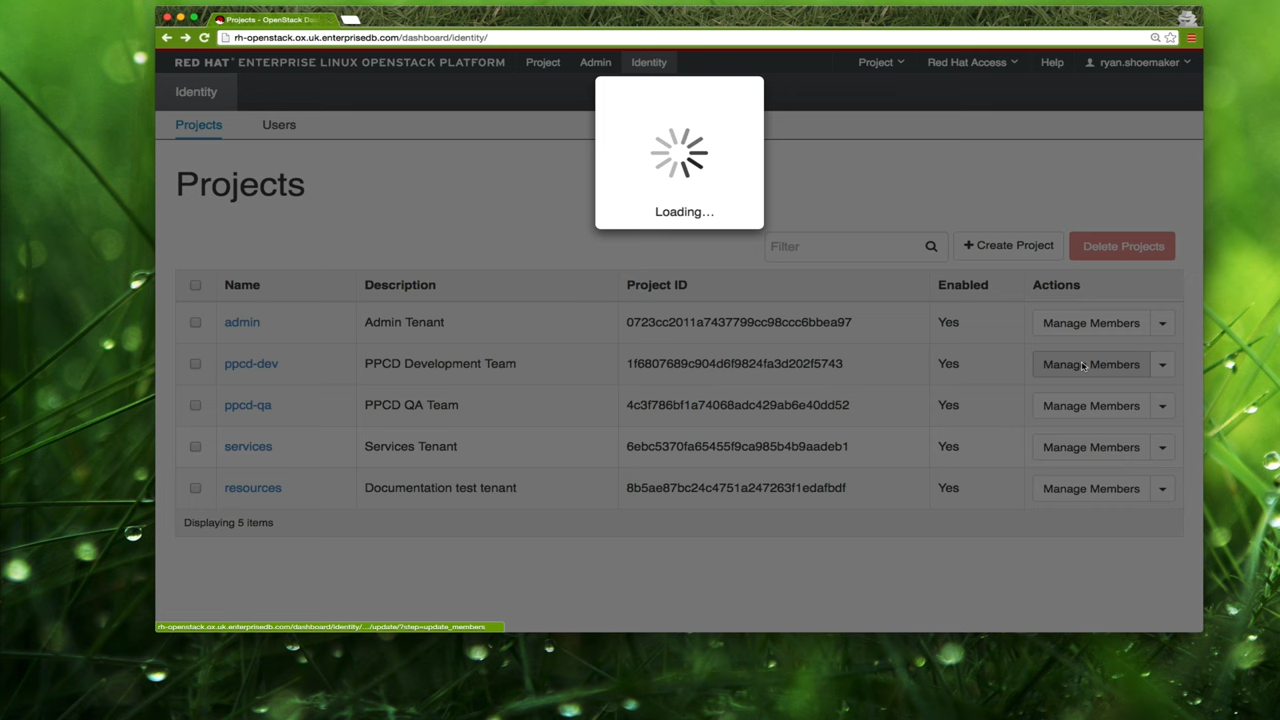 Projects - OpenStack Das
rh-openstack.ox.uk.enterprisedb.com/dashboard/identity/
RED HAT ENTERPRISE LINUX OPENSTACK PLATFORM Project Admin Identity Project Red Hat Access Help ryan.shoemaker
Identity
Projects Users
Projects
Loading...
Filter + Create Project Delete Projects
Name Description Project ID Enabled Actions
admin Admin Tenant 0723cc2011a7437799cc98ccc6bbea97 Yes Manage Members
ppcd-dev PPCD Development Team 1f6807689c904d6f9824fa3d202f5743 Yes Manage Members
ppcd-qa PPCD QA Team 4c3f786bf1a74068adc429ab6e40dd52 Yes Manage Members
services Services Tenant 6ebc5370fa65455f9ca985b4b9aadeb1 Yes Manage Members
resources Documentation test tenant 8b5ae87bc24c4751a247263f1edafbdf Yes Manage Members
Displaying 5 items
rh-openstack.ox.uk.enterprisedb.com/dashboard/identity/.../update/?step=update_members